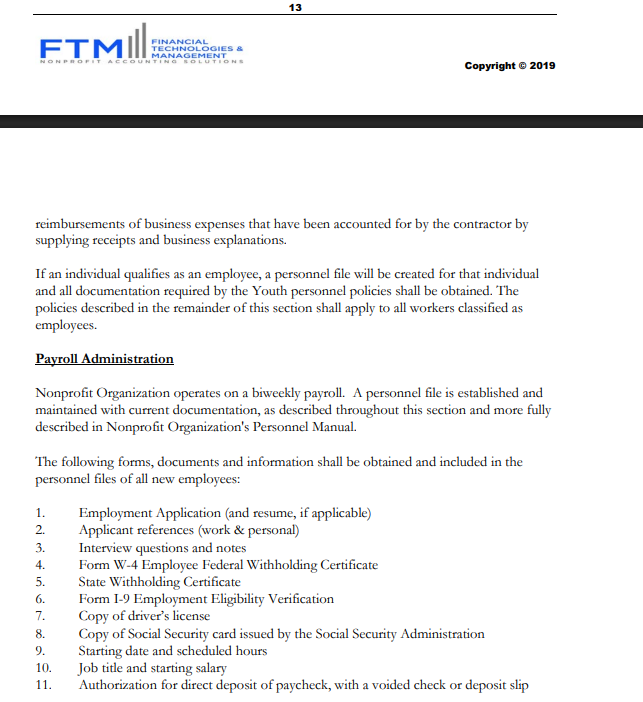 13
FTM FINANCIAL
TECHNOLOGIES &
MANAGEMENT
NONPROFIT ACCOUNTING SOLUTIONS
Copyright © 2019
reimbursements of business expenses that have been accounted for by the contractor by
supplying receipts and business explanations.
If an individual qualifies as an employee, a personnel file will be created for that individual
and all documentation required by the Youth personnel policies shall be obtained. The
policies described in the remainder of this section shall apply to all workers classified as
employees.
Payroll Administration
Nonprofit Organization operates on a biweekly payroll. A personnel file is established and
maintained with current documentation, as described throughout this section and more fully
described in Nonprofit Organization's Personnel Manual.
The following forms, documents and information shall be obtained and included in the
personnel files of all new employees:
1. Employment Application (and resume, if applicable)
2. Applicant references (work & personal)
3. Interview questions and notes
4. Form W-4 Employee Federal Withholding Certificate
5. State Withholding Certificate
6. Form I-9 Employment Eligibility Verification
7. Copy of driver's license
8. Copy of Social Security card issued by the Social Security Administration
9. Starting date and scheduled hours
10. Job title and starting salary
11. Authorization for direct deposit of paycheck, with a voided check or deposit slip